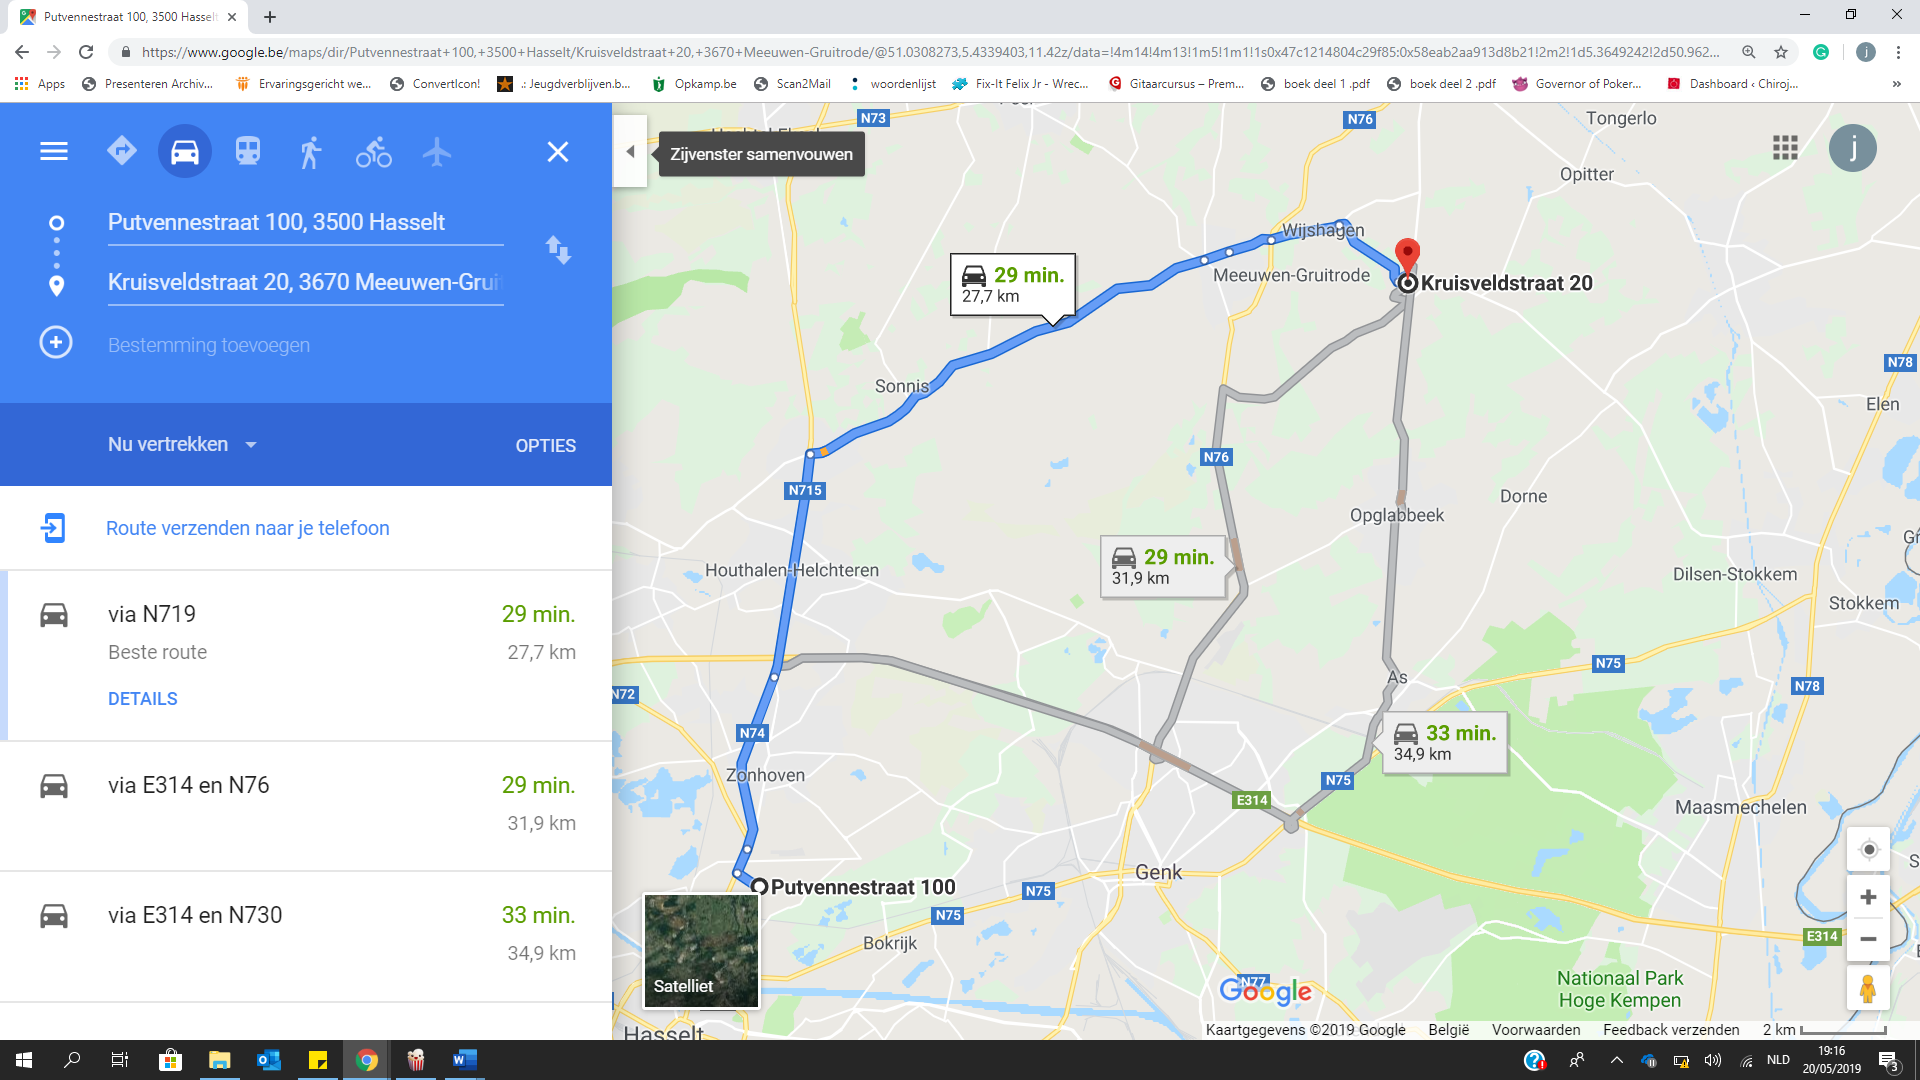 Putvennestraat 100, 3500 Hasselt
https://www.google.be/maps/dir/Putvennestraat+100,+3500+Hasselt/Kruisveldstraat+20,+3670+Meeuwen-Gruitrode/@51.0308273,5.4339403,11.42z/data=!4m14!4m13!1m5!1m1!1s0x47c1214804c29f85:0x58eab2aa913d8b21!2m2!1d5.3649242!2d50.962...
j
Apps
Presenteren Archiv...
Ervaringsgericht we...
ConvertIcon!
.: Jeugdverblijven.b...
Opkamp.be
Scan2Mail
woordenlijst
Fix-It Felix Jr - Wrec...
Gitaarcursus – Prem...
boek deel 1 .pdf
boek deel 2 .pdf
Governor of Poker...
Dashboard ‹ Chiroj...
»
Putvennestraat 100, 3500 Hasselt
Kruisveldstraat 20, 3670 Meeuwen-Grui
Bestemming toevoegen
Nu vertrekken
OPTIES
Route verzenden naar je telefoon
via N719
29 min.
Beste route
27,7 km
DETAILS
via E314 en N76
29 min.
31,9 km
via E314 en N730
33 min.
34,9 km
Zijvenster samenvouwen
N73
N76
Tongerlo
Opitter
j
Wijshagen
Meeuwen-Gruitrode
Kruisveldstraat 20
29 min.
27,7 km
Sonnis
N78
Elen
N76
N715
Dorne
Opglabbeek
Houthalen-Helchteren
29 min.
31,9 km
Dilsen-Stokkem
Stokkem
N75
As
N72
N78
N74
33 min.
34,9 km
Zonhoven
N75
E314
Maasmechelen
Genk
Putvennestraat 100
N75
N75
Bokrijk
E314
Satelliet
N77
Google
Nationaal Park
Hoge Kempen
Hasselt
Kaartgegevens ©2019 Google
België
Voorwaarden
Feedback verzenden
2 km
NLD
19:16
20/05/2019
3